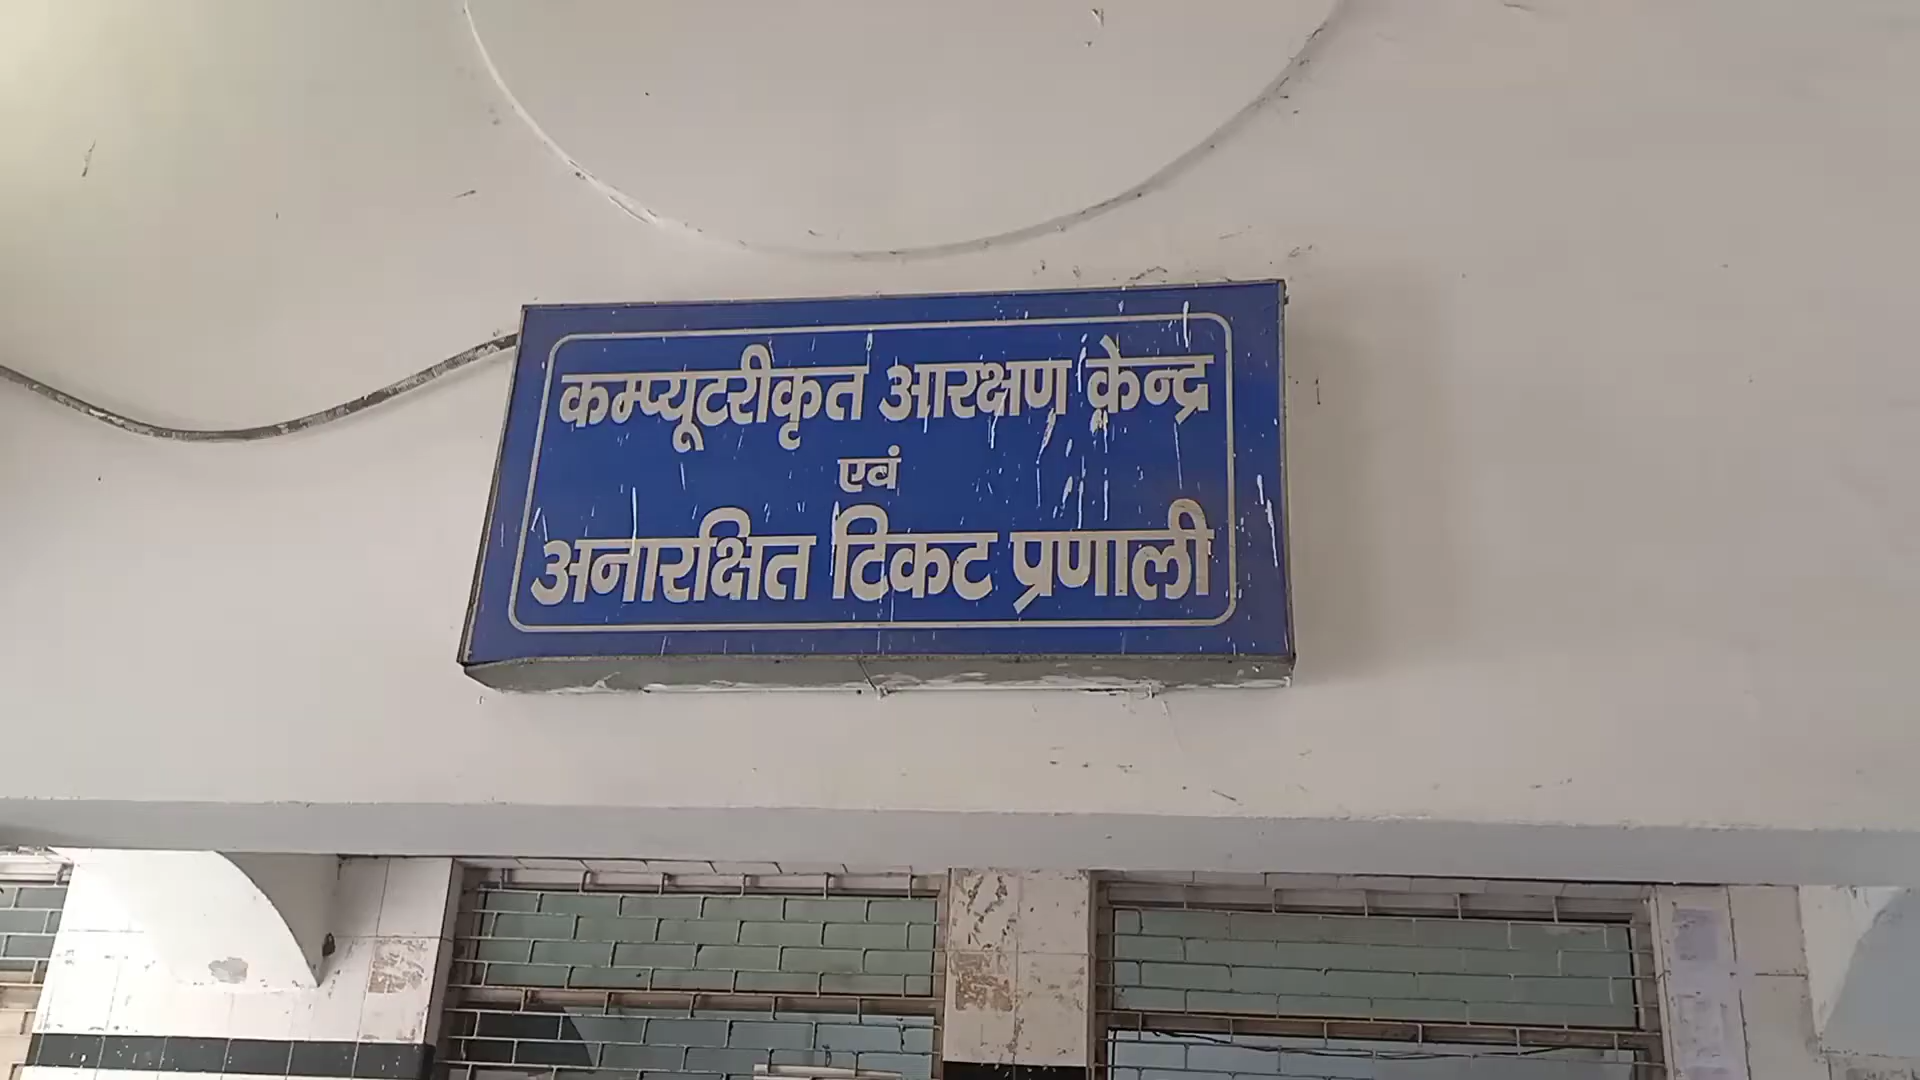 कम्प्यूटरीकृत आरक्षण केन्द्र
एवं
अनारक्षित टिकट प्रणाली